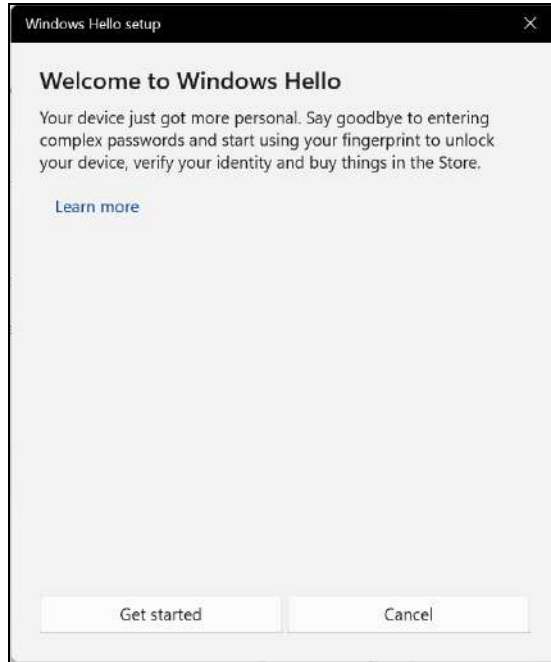 Windows Hello setup
Welcome to Windows Hello
Your device just got more personal. Say goodbye to entering
complex passwords and start using your fingerprint to unlock
your device, verify your identity and buy things in the Store.
Learn more
Get started
Cancel